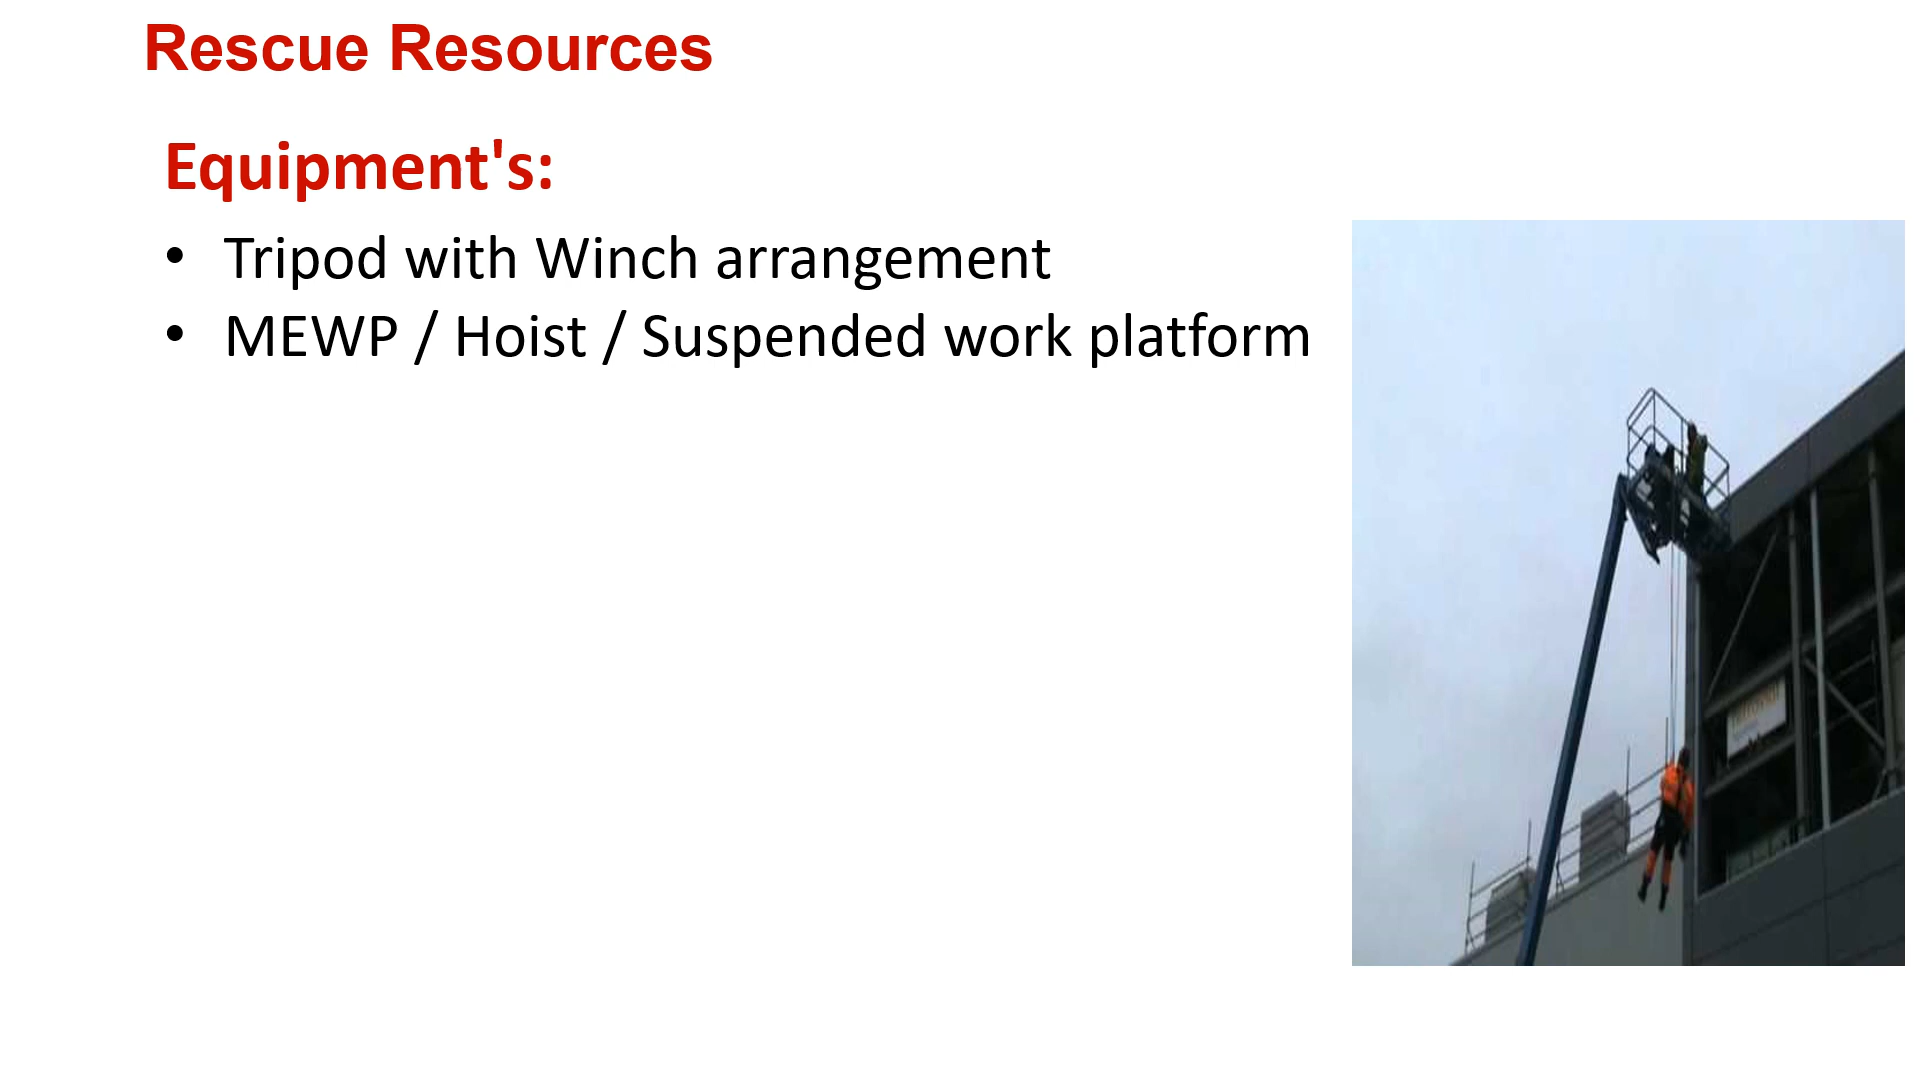 Rescue Resources
Equipment's:
• Tripod with Winch arrangement
• MEWP / Hoist / Suspended work platform